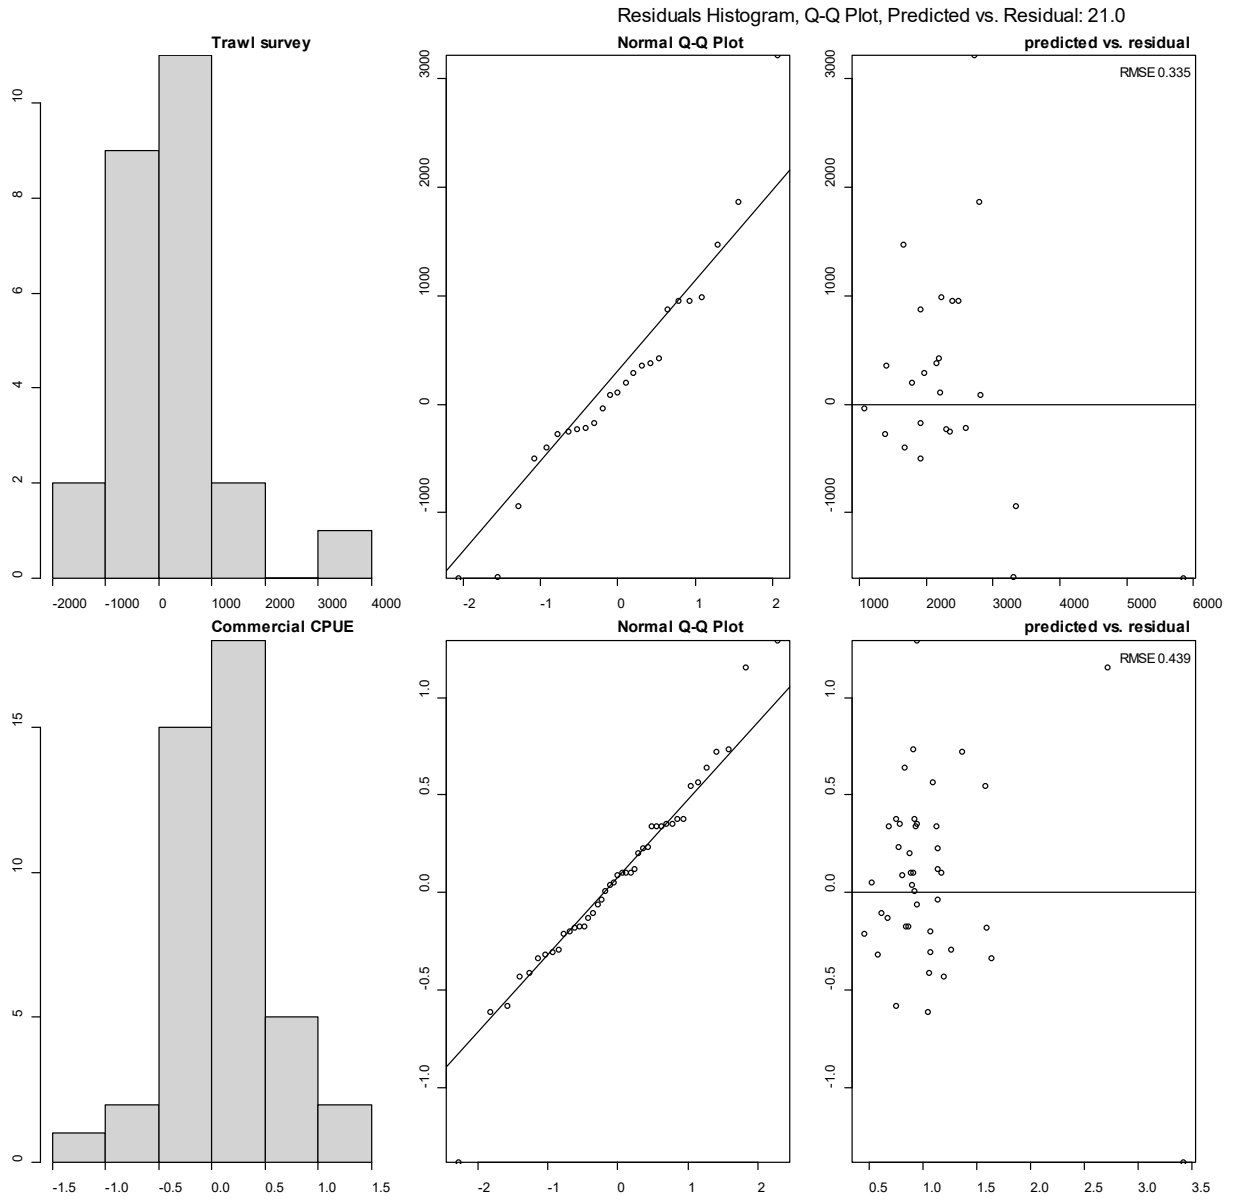 Residuals Histogram, Q-Q Plot, Predicted vs. Residual: 21.0
Trawl survey
Normal Q-Q Plot
predicted vs. residual
RMSE 0.335
0 2 4 6 8 10
-2000 -1000 0 1000 2000 3000 4000
-1000 0 1000 2000 3000
-2 -1 0 1 2
-1000 0 1000 2000 3000
1000 2000 3000 4000 5000 6000
Commercial CPUE
Normal Q-Q Plot
predicted vs. residual
RMSE 0.439
0 5 10 15
-1.5 -1.0 -0.5 0.0 0.5 1.0 1.5
-1.0 -0.5 0.0 0.5 1.0
-2 -1 0 1 2
-1.0 -0.5 0.0 0.5 1.0
0.5 1.0 1.5 2.0 2.5 3.0 3.5